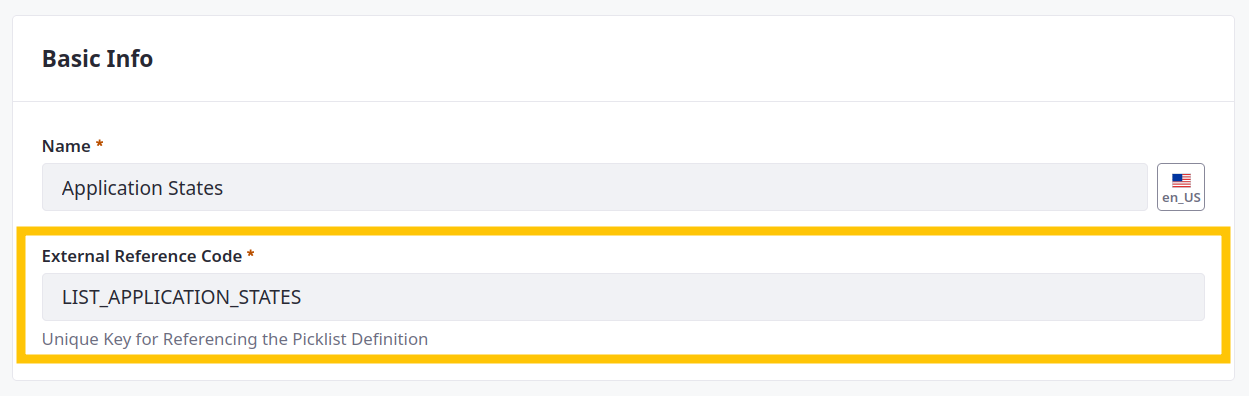 Basic Info
Name *
Application States
en_US
External Reference Code *
LIST_APPLICATION_STATES
Unique Key for Referencing the Picklist Definition